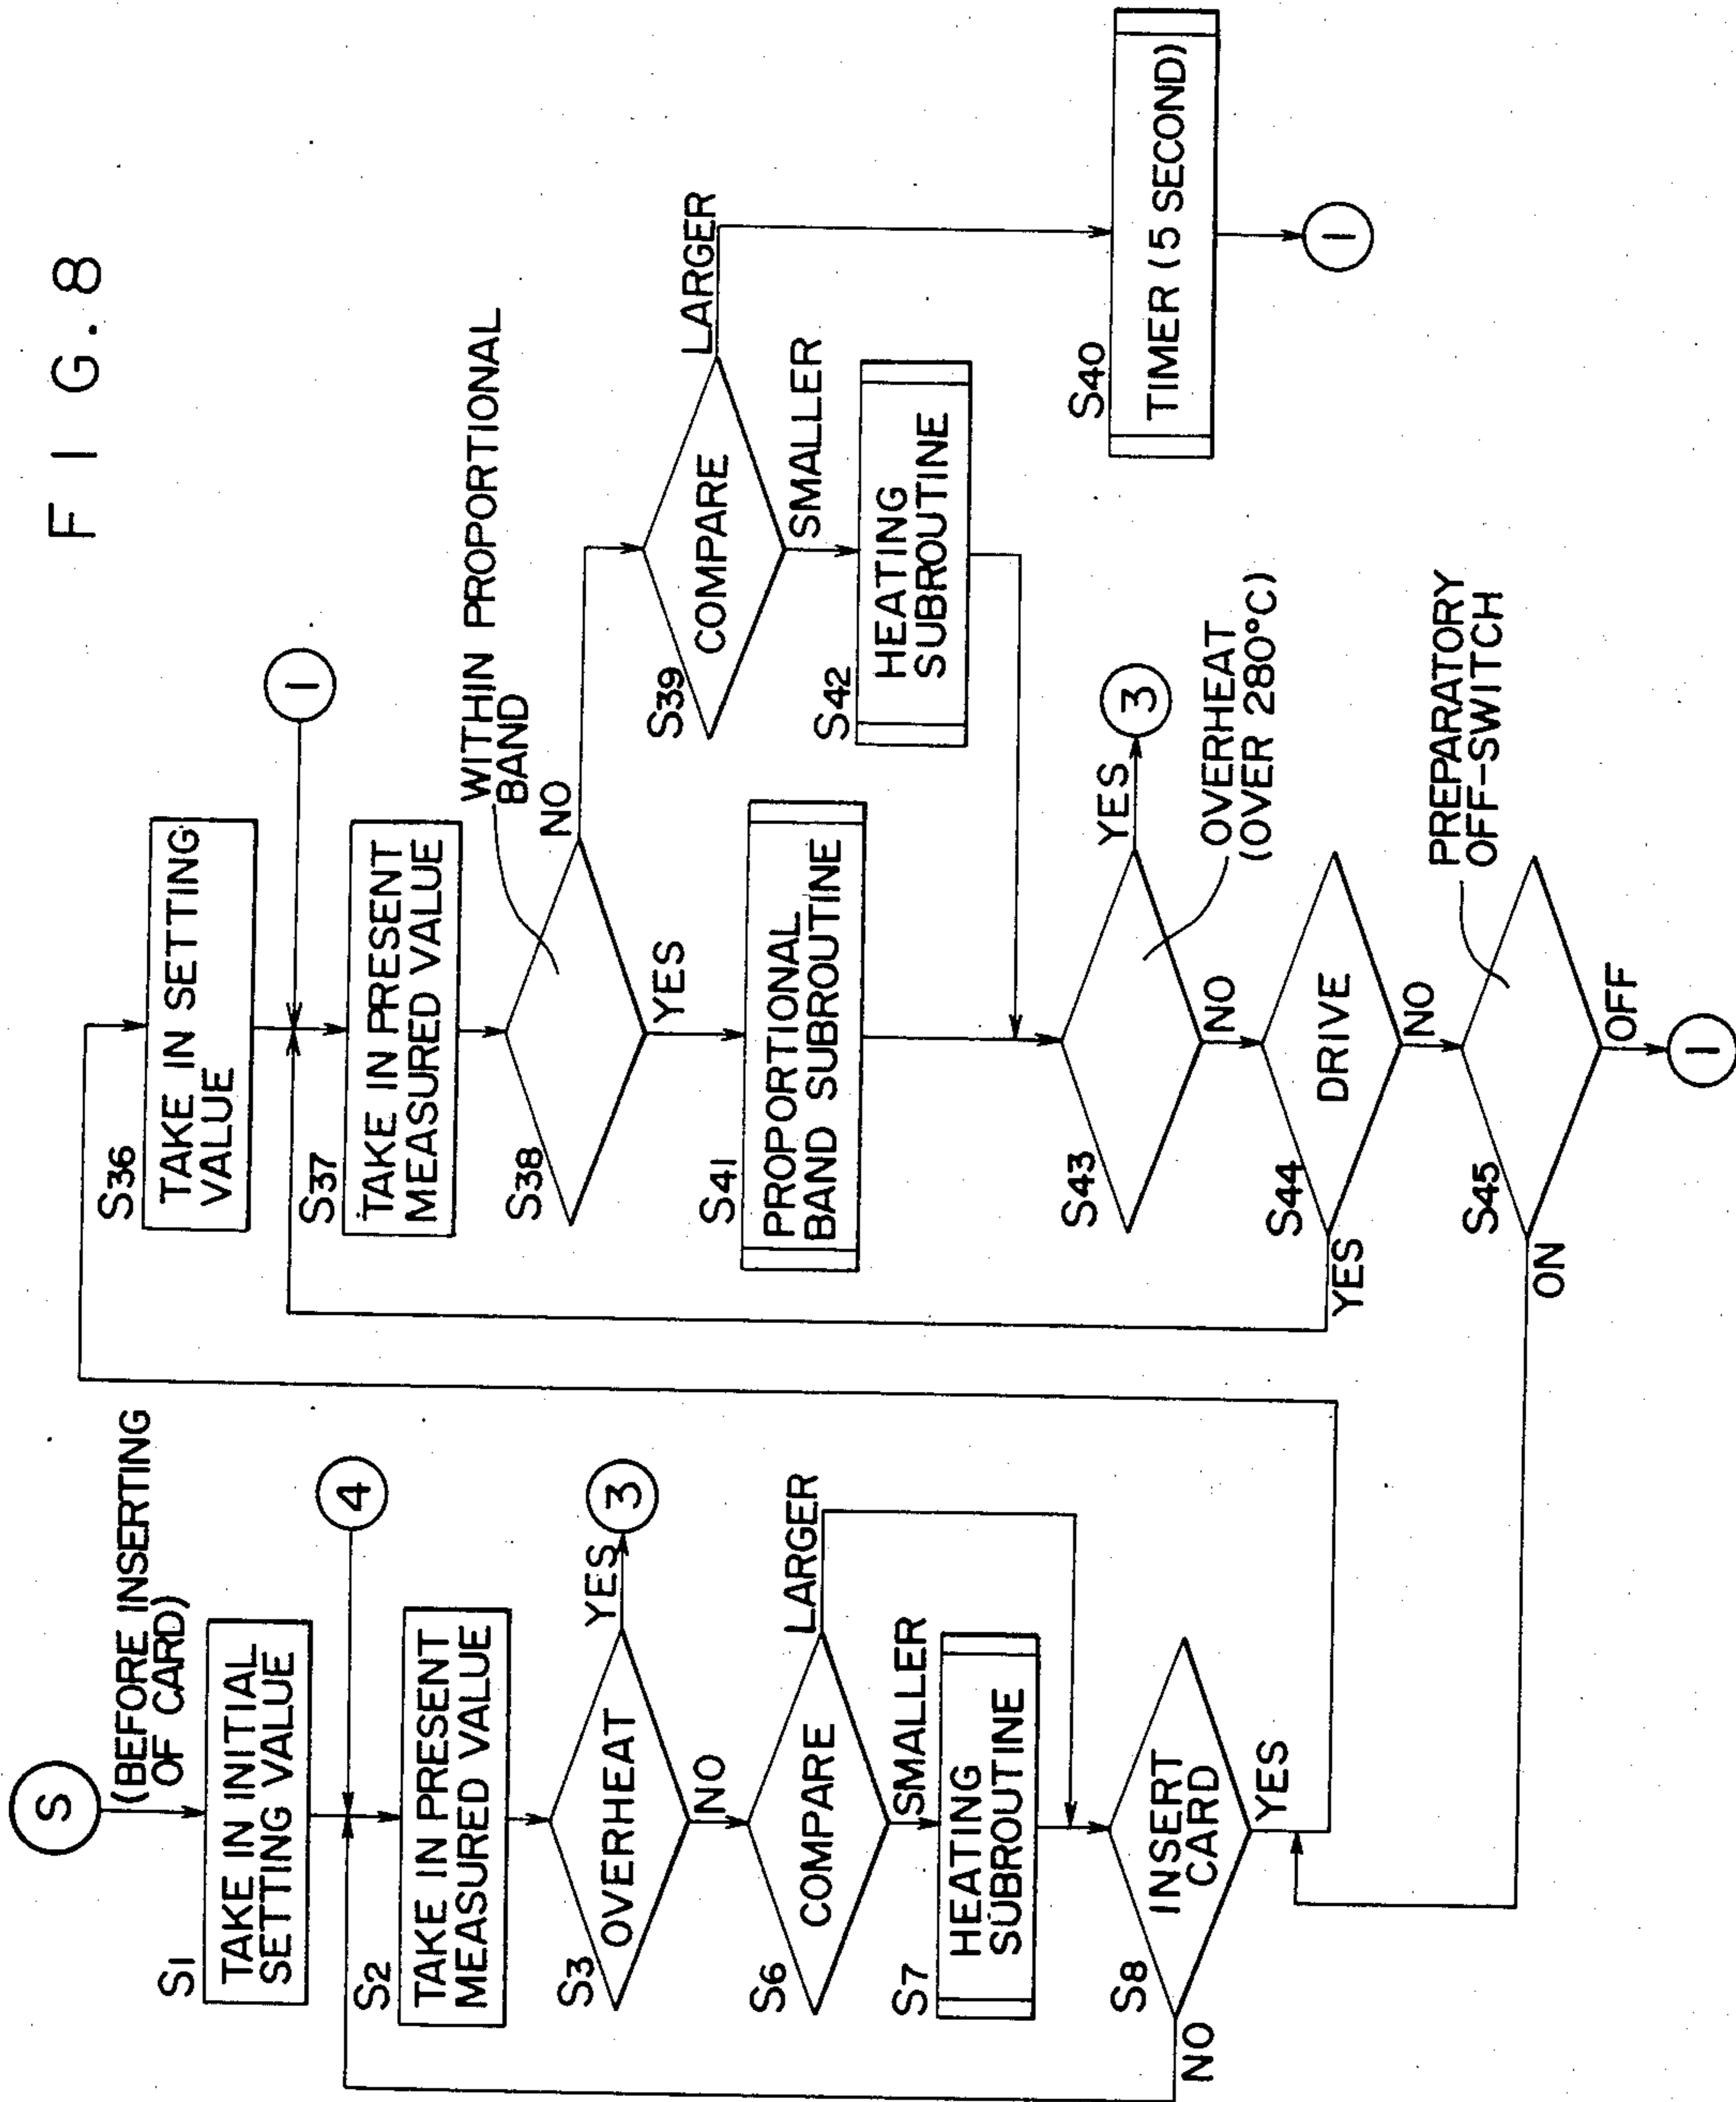 FIG.8
S
(BEFORE INSERTING
OF CARD)
S1
TAKE IN INITIAL
SETTING VALUE
4
S2
TAKE IN PRESENT
MEASURED VALUE
S3
OVERHEAT
YES
3
NO
S6
COMPARE
LARGER
SMALLER
S7
HEATING
SUBROUTINE
S8
INSERT
CARD
NO
YES
S36
TAKE IN SETTING
VALUE
1
S37
TAKE IN PRESENT
MEASURED VALUE
WITHIN PROPORTIONAL
BAND
S38
NO
YES
S39
COMPARE
LARGER
SMALLER
S40
TIMER (5 SECOND)
1
S41
PROPORTIONAL
BAND SUBROUTINE
S42
HEATING
SUBROUTINE
S43
YES
3
OVERHEAT
(OVER 280°C)
NO
S44
DRIVE
YES
NO
PREPARATORY
OFF-SWITCH
S45
ON
OFF
1